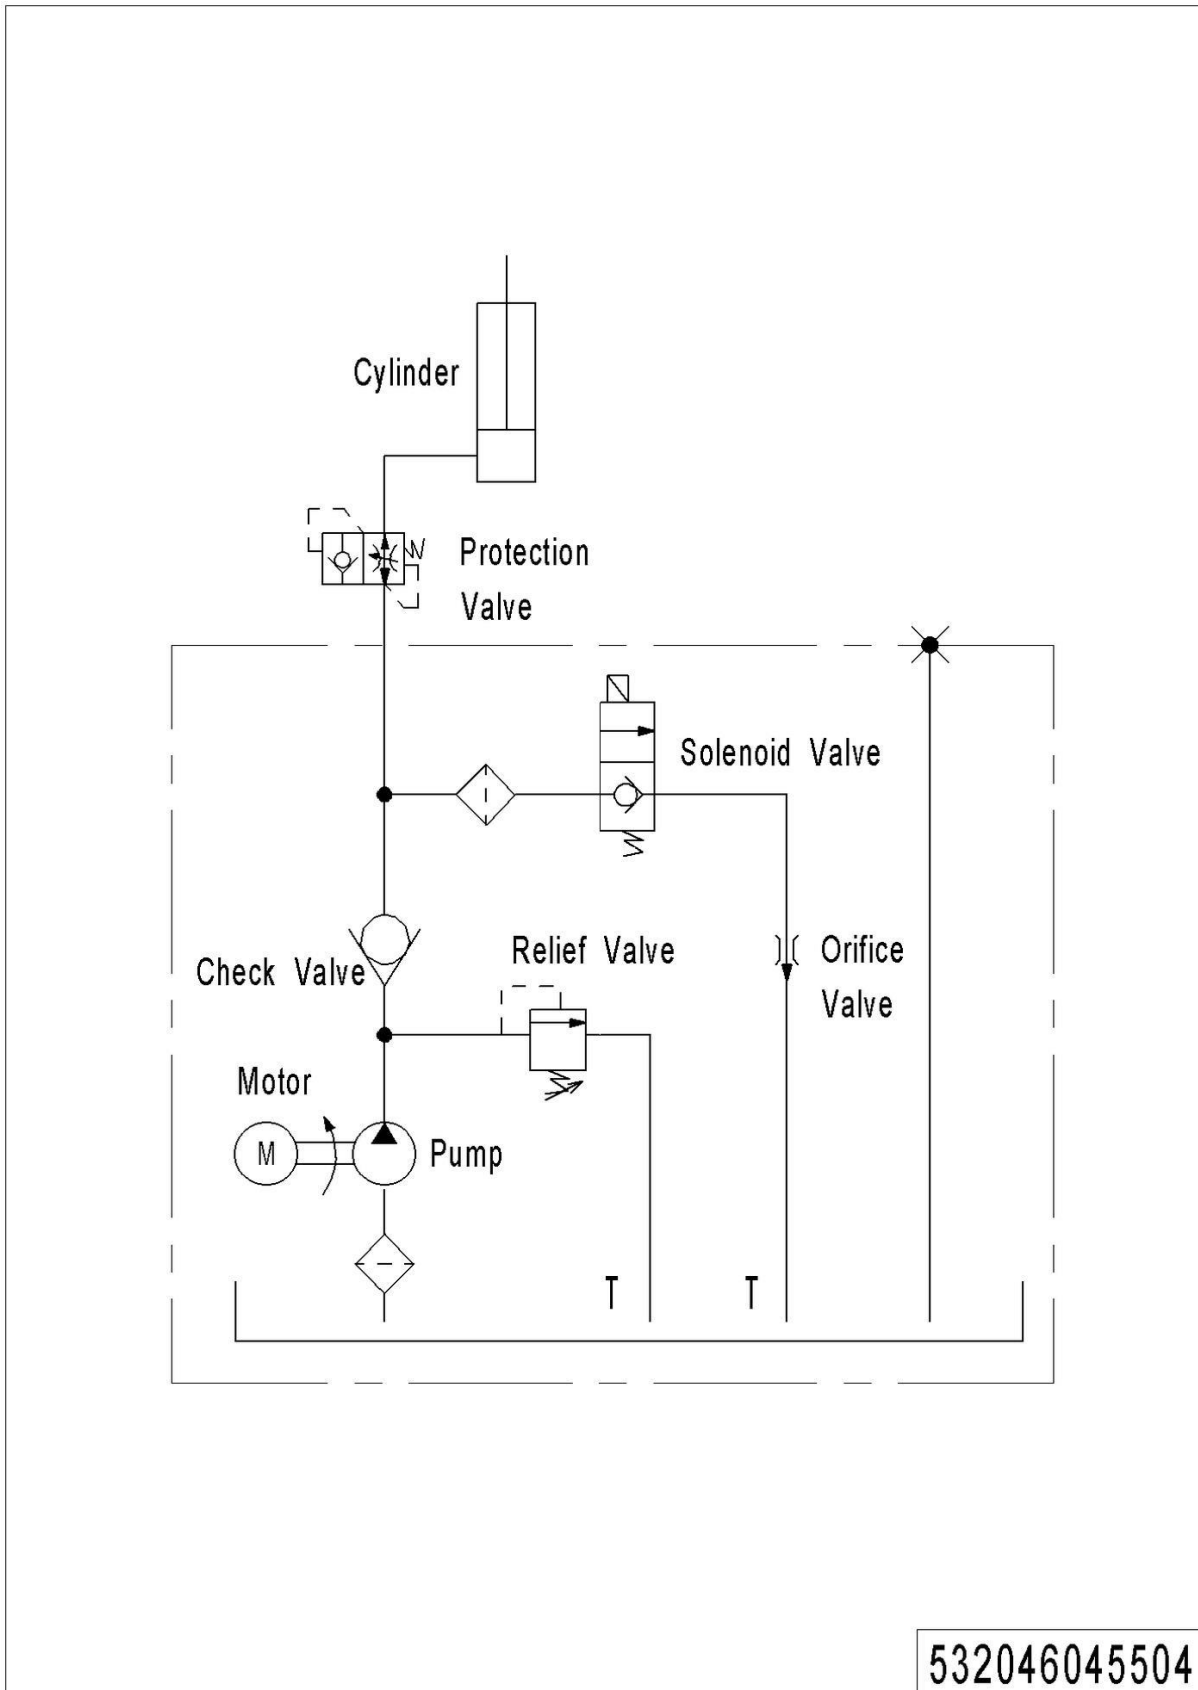 Cylinder
Protection
Valve
Solenoid Valve
Relief Valve
Orifice
Valve
Check Valve
Motor
M
Pump
T
T
532046045504